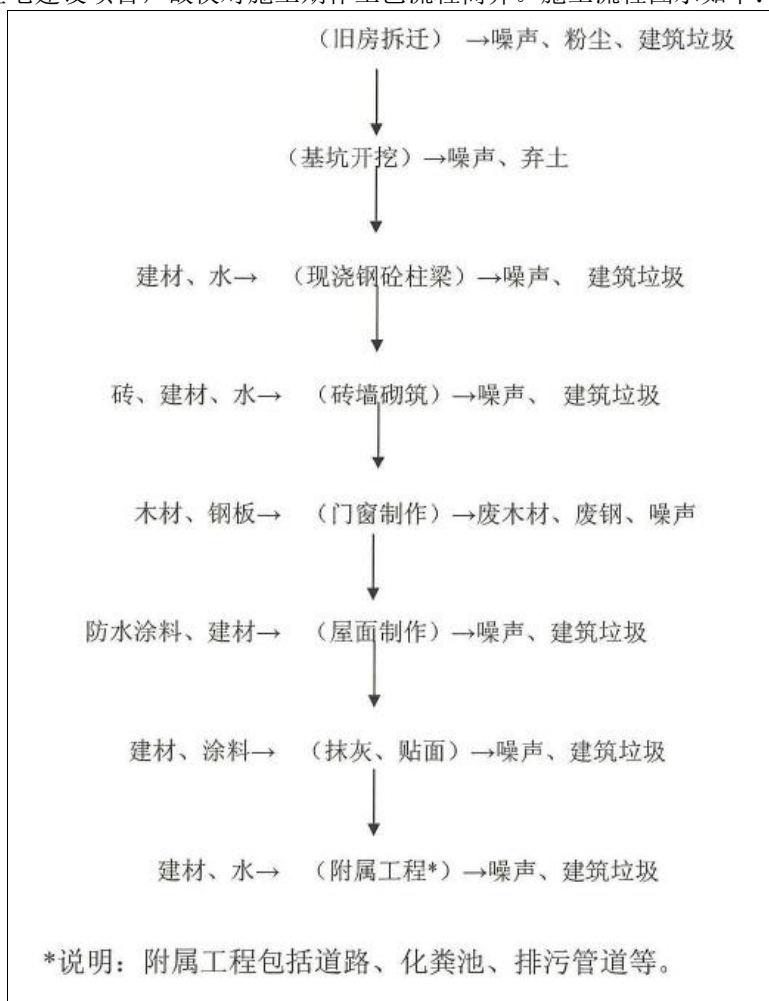 （旧房拆迁） →噪声、粉尘、建筑垃圾
（基坑开挖）→噪声、弃土
建材、水→ （现浇钢砼柱梁）→噪声、 建筑垃圾
砖、建材、水→ （砖墙砌筑）→噪声、 建筑垃圾
木材、钢板→ （门窗制作）→废木材、废钢、噪声
防水涂料、建材→ （屋面制作）→噪声、建筑垃圾
建材、涂料→ （抹灰、贴面）→噪声、建筑垃圾
建材、水→ （附属工程*）→噪声、建筑垃圾
*说明：附属工程包括道路、化粪池、排污管道等。